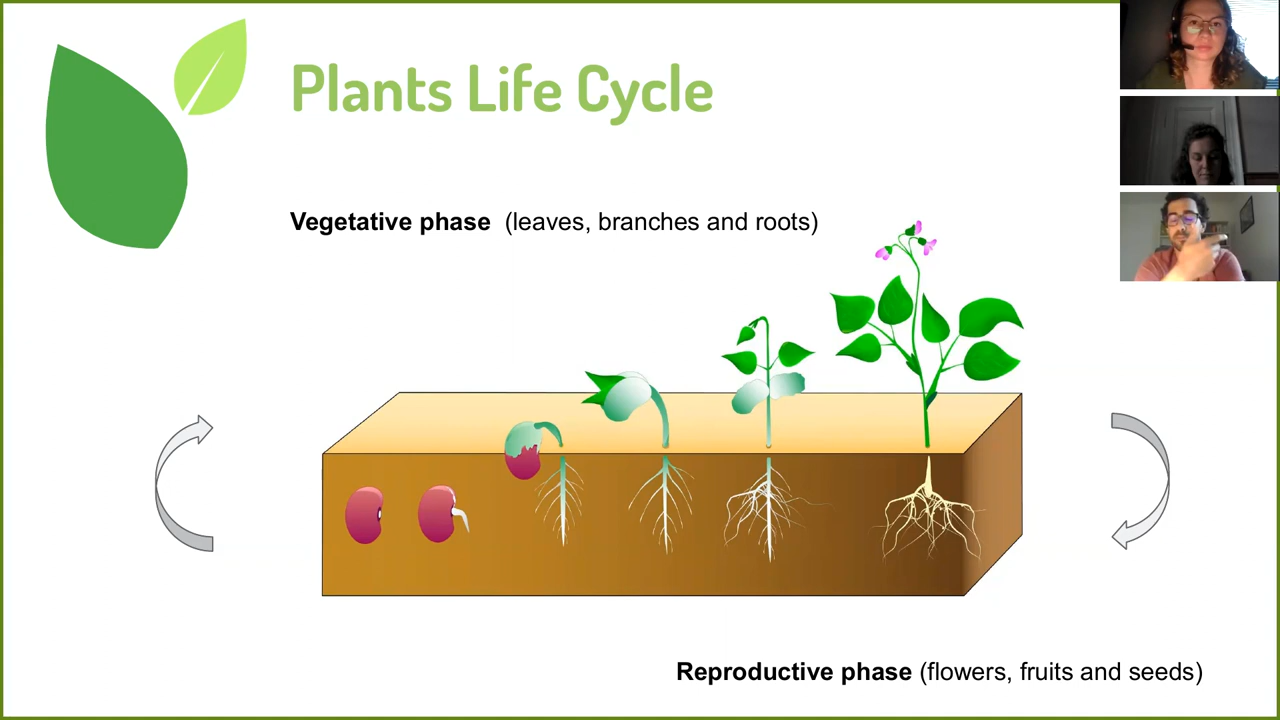 Plants Life Cycle
Vegetative phase (leaves, branches and roots)
Reproductive phase (flowers, fruits and seeds)